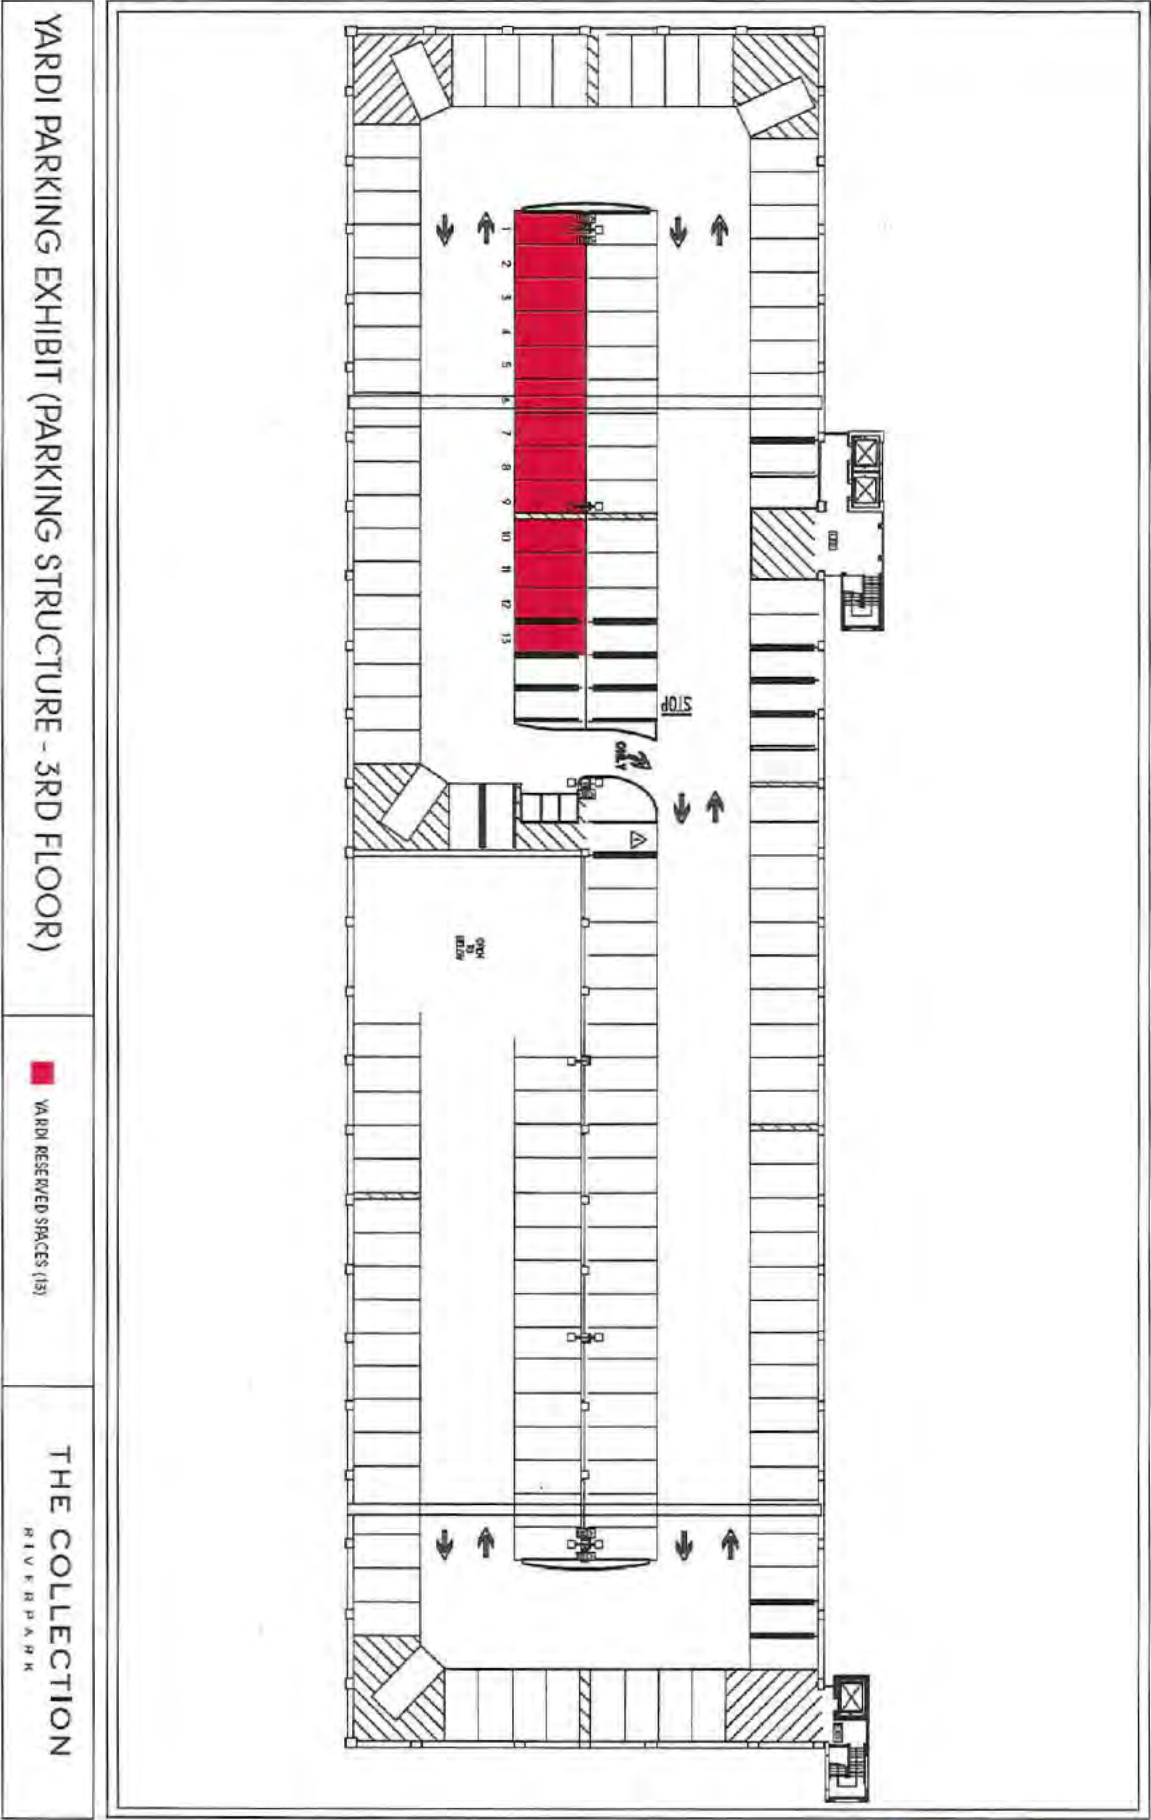 YARDI PARKING EXHIBIT (PARKING STRUCTURE - 3RD FLOOR)
YARDI RESERVED SPACES (13)
THE COLLECTION
RIVERPARK
1
2
3
4
5
6
7
8
9
10
11
12
13
STOP
ONLY
OPEN
TO
BELOW